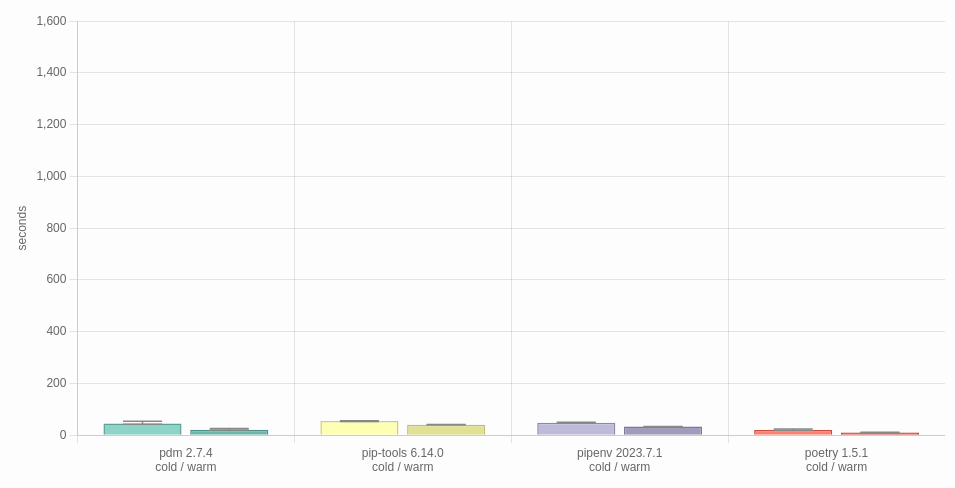 1,600
1,400
1,200
1,000
800
600
400
200
0
seconds
pdm 2.7.4
cold / warm
pip-tools 6.14.0
cold / warm
pipenv 2023.7.1
cold / warm
poetry 1.5.1
cold / warm